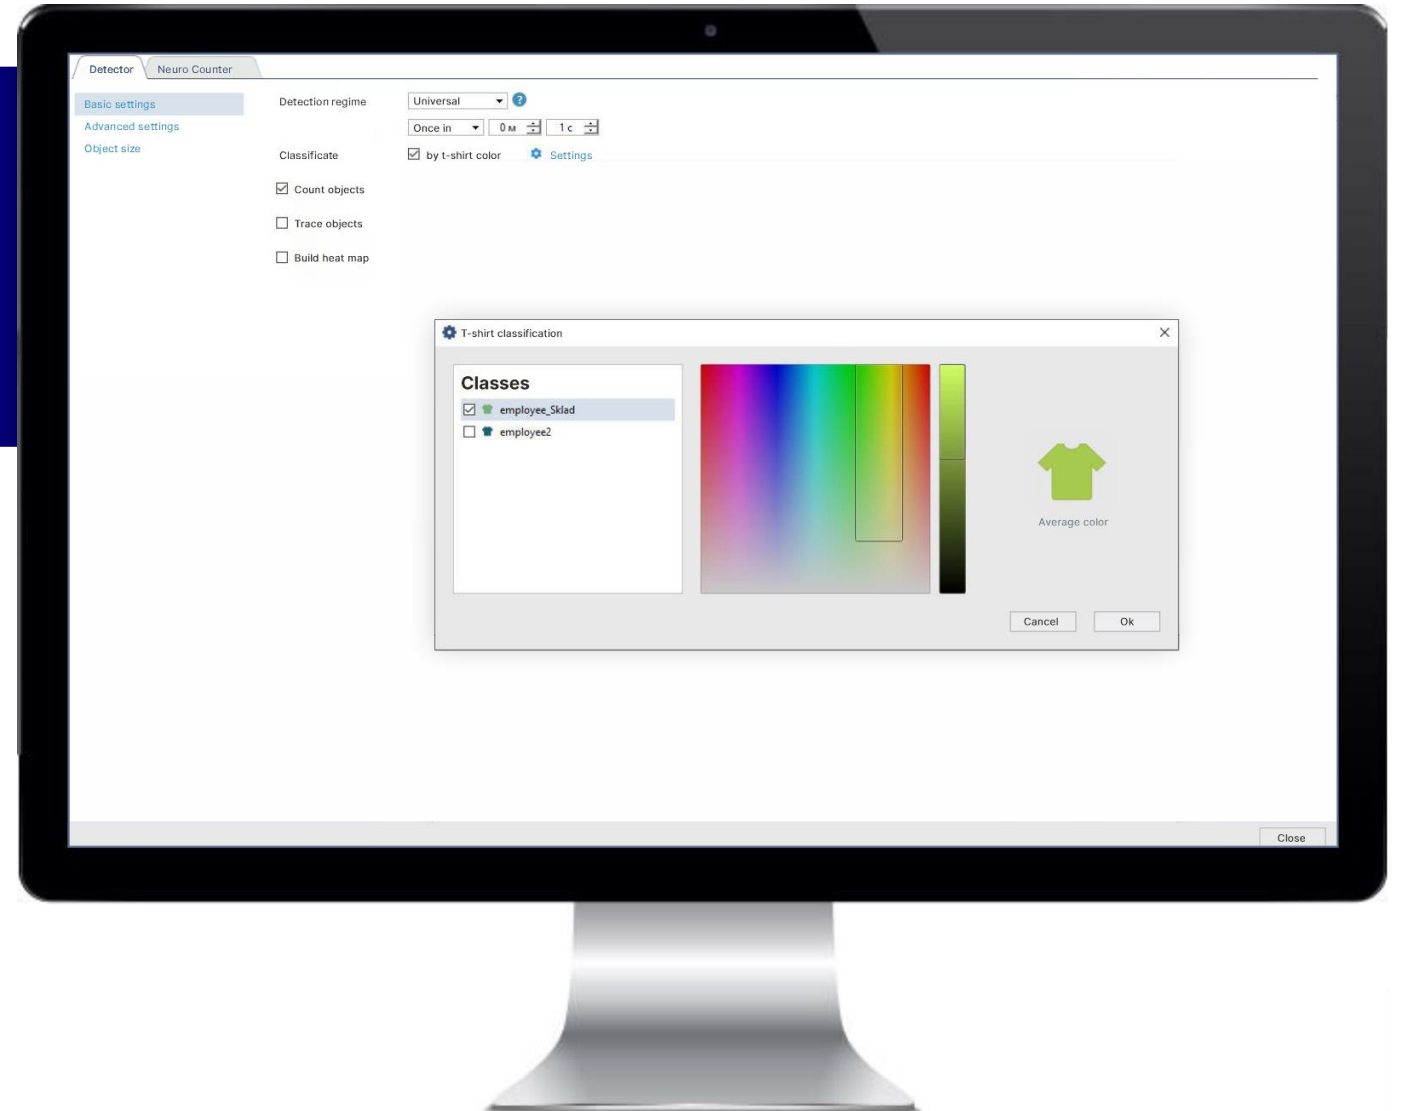 Detector Neuro Counter
Basic settings
Advanced settings
Object size
Detection regime Universal ?
Once in 0 м 1 с
Classificate by t-shirt color Settings
Count objects
Trace objects
Build heat map
T-shirt classification
Classes
employee_Sklad
employee2
Average color
Cancel Ok
Close